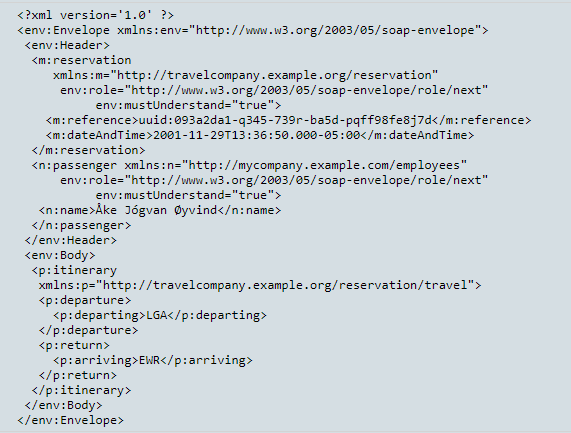 <?xml version='1.0' ?>
<env:Envelope xmlns:env="http://www.w3.org/2003/05/soap-envelope">
<env:Header>
<m:reservation
xmlns:m="http://travelcompany.example.org/reservation"
env:role="http://www.w3.org/2003/05/soap-envelope/role/next"
env:mustUnderstand="true">
<m:reference>uuid:093a2da1-q345-739r-ba5d-pqff98fe8j7d</m:reference>
<m:dateAndTime>2001-11-29T13:36:50.000-05:00</m:dateAndTime>
</m:reservation>
<n:passenger xmlns:n="http://mycompany.example.com/employees"
env:role="http://www.w3.org/2003/05/soap-envelope/role/next"
env:mustUnderstand="true">
<n:name>Åke Jógvan Øyvind</n:name>
</n:passenger>
</env:Header>
<env:Body>
<p:itinerary
xmlns:p="http://travelcompany.example.org/reservation/travel">
<p:departure>
<p:departing>LGA</p:departing>
</p:departure>
<p:return>
<p:arriving>EWR</p:arriving>
</p:return>
</p:itinerary>
</env:Body>
</env:Envelope>